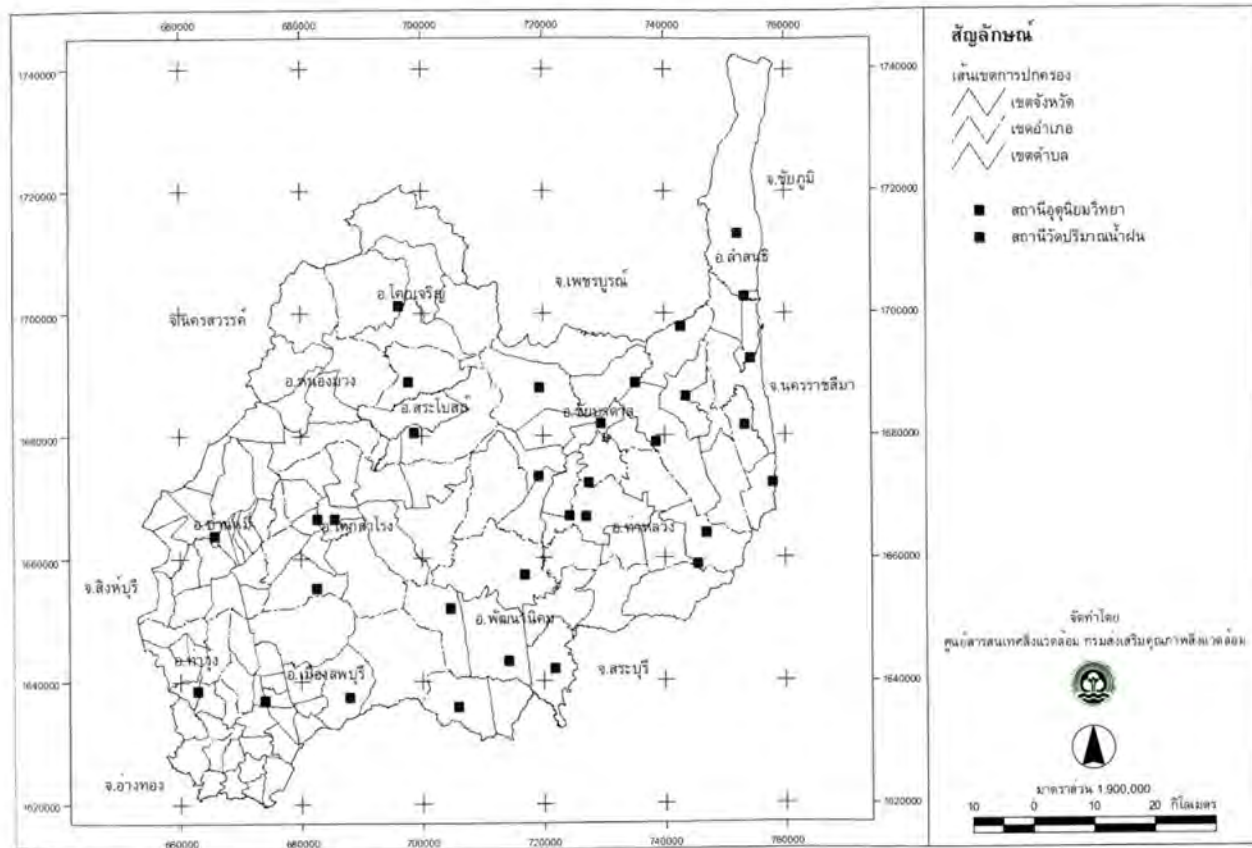 660000 680000 700000 720000 740000 760000
สัญลักษณ์
เส้นเขตการปกครอง
เขตจังหวัด
เขตอำเภอ
เขตตำบล
สถานีอุตุนิยมวิทยา
สถานีวัดปริมาณน้ำฝน
1740000 1740000
จ.ชัยภูมิ
1720000 1720000
อ.ลำสนธิ
จ.เพชรบูรณ์
อ.โคกเจริญ
1700000 1700000
จ.นครสวรรค์
อ.หนองม่วง
จ.นครราชสีมา
อ.สระโบสถ์
อ.ชัยบาดาล
1680000 1680000
อ.บ้านหมี่
อ.โคกสำโรง
อ.ท่าหลวง
1660000 1660000
จ.สิงห์บุรี
อ.พัฒนานิคม
อ.ท่าวุ้ง
อ.เมืองลพบุรี
จ.สระบุรี
1640000 1640000
จ.อ่างทอง
1620000 1620000
660000 680000 700000 720000 740000 760000
จัดทำโดย
ศูนย์สารสนเทศสิ่งแวดล้อม กรมส่งเสริมคุณภาพสิ่งแวดล้อม
มาตราส่วน 1:900,000
10 0 10 20 กิโลเมตร